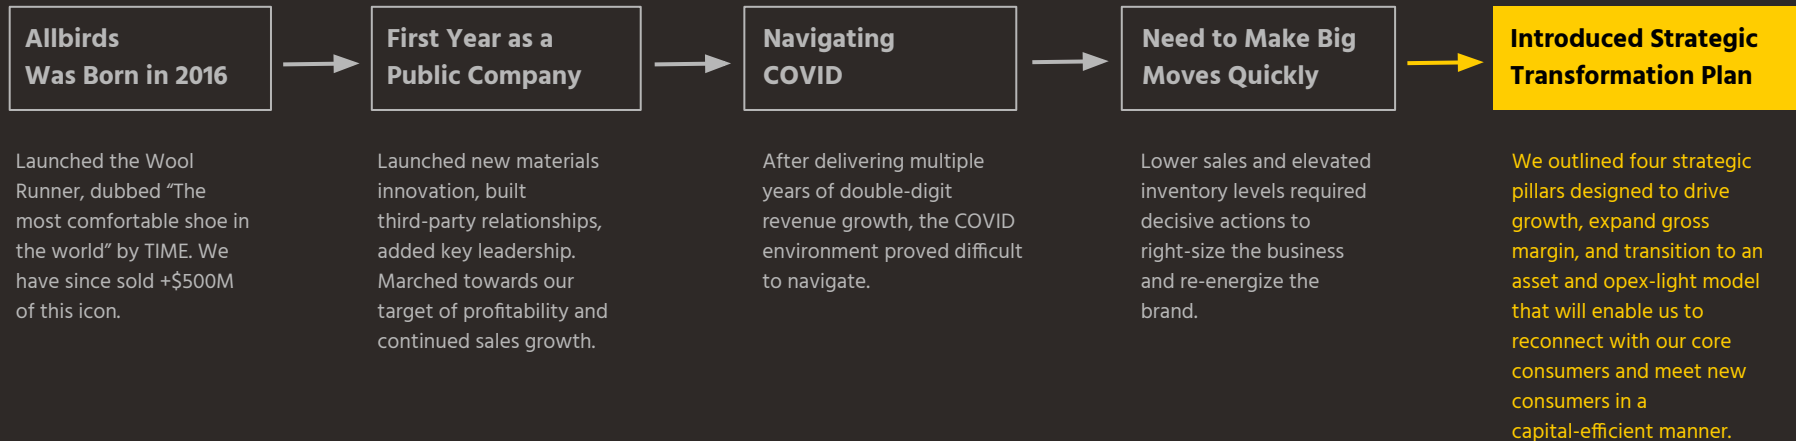 Allbirds
Was Born in 2016
Launched the Wool
Runner, dubbed “The
most comfortable shoe in
the world” by TIME. We
have since sold +$500M
of this icon.
First Year as a
Public Company
Launched new materials
innovation, built
third-party relationships,
added key leadership.
Marched towards our
target of profitability and
continued sales growth.
Navigating
COVID
After delivering multiple
years of double-digit
revenue growth, the COVID
environment proved difficult
to navigate.
Need to Make Big
Moves Quickly
Lower sales and elevated
inventory levels required
decisive actions to
right-size the business
and re-energize the
brand.
Introduced Strategic
Transformation Plan
We outlined four strategic
pillars designed to drive
growth, expand gross
margin, and transition to an
asset and opex-light model
that will enable us to
reconnect with our core
consumers and meet new
consumers in a
capital-efficient manner.